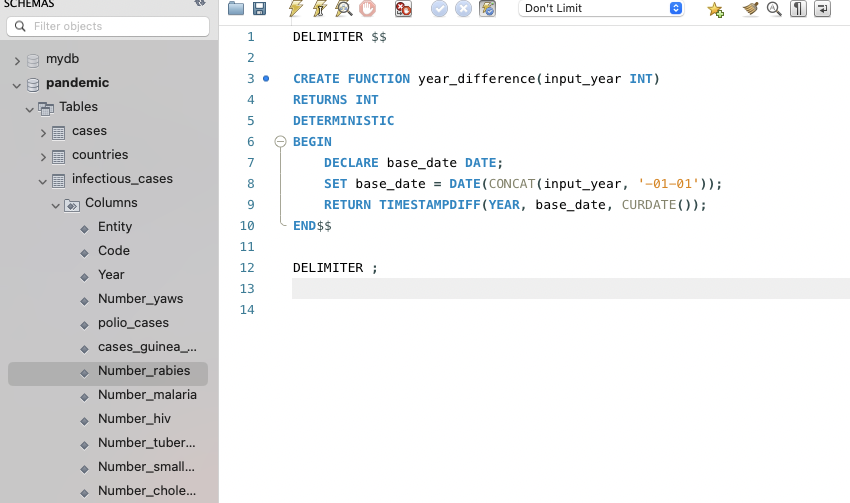 SCHEMAS
Filter objects
mydb
pandemic
Tables
cases
countries
infectious_cases
Columns
Entity
Code
Year
Number_yaws
polio_cases
cases_guinea_...
Number_rabies
Number_malaria
Number_hiv
Number_tuber...
Number_small...
Number_chole...
Don't Limit
1 DELIMITER $$
2
3 CREATE FUNCTION year_difference(input_year INT)
4 RETURNS INT
5 DETERMINISTIC
6 BEGIN
7 DECLARE base_date DATE;
8 SET base_date = DATE(CONCAT(input_year, '-01-01'));
9 RETURN TIMESTAMPDIFF(YEAR, base_date, CURDATE());
10 END$$
11
12 DELIMITER ;
13
14